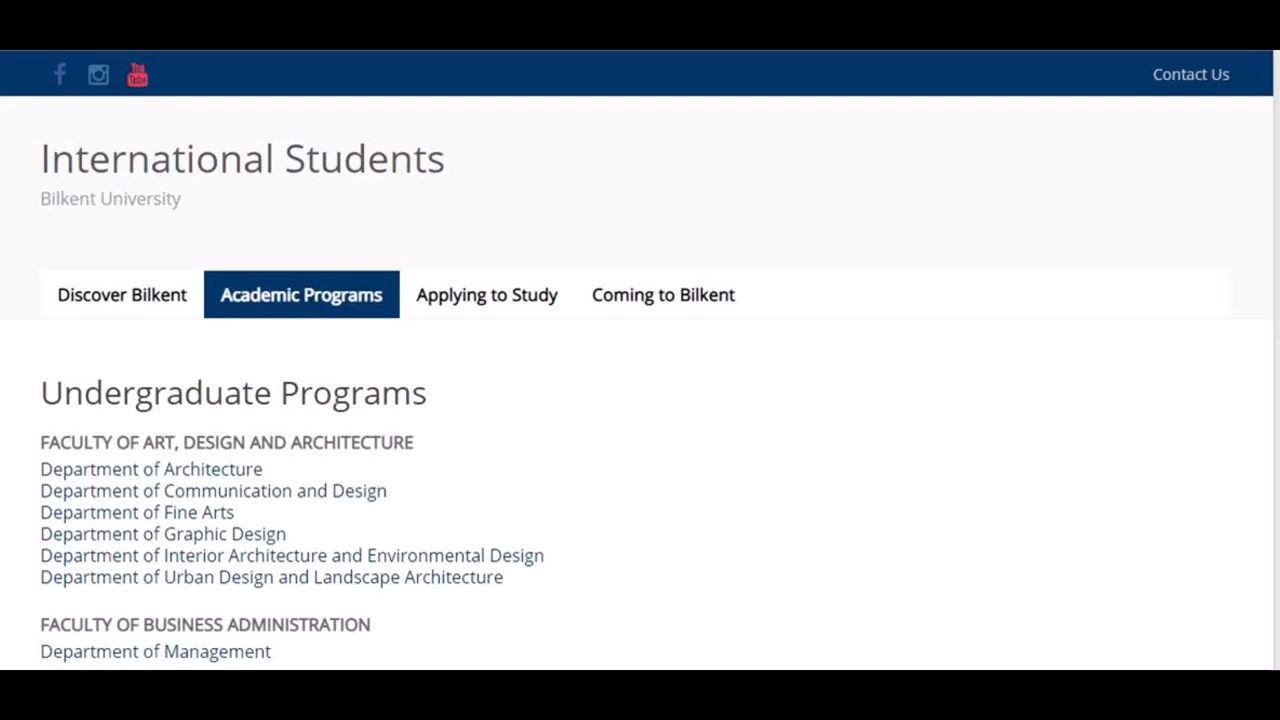 You
Tube
Contact Us
International Students
Bilkent University
Discover Bilkent
Academic Programs
Applying to Study
Coming to Bilkent
Undergraduate Programs
FACULTY OF ART, DESIGN AND ARCHITECTURE
Department of Architecture
Department of Communication and Design
Department of Fine Arts
Department of Graphic Design
Department of Interior Architecture and Environmental Design
Department of Urban Design and Landscape Architecture
FACULTY OF BUSINESS ADMINISTRATION
Department of Management